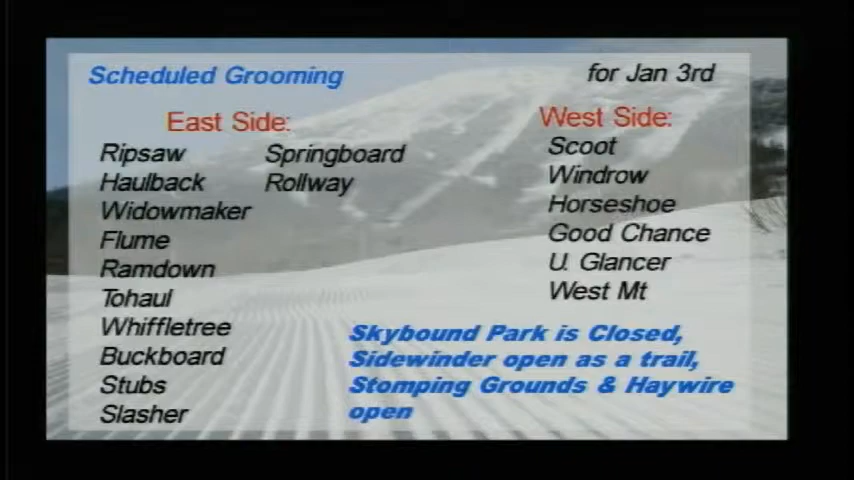 Scheduled Grooming
for Jan 3rd
East Side:
Ripsaw
Haulback
Widowmaker
Flume
Ramdown
Tohaul
Whiffletree
Buckboard
Stubs
Slasher
Springboard
Rollway
West Side:
Scoot
Windrow
Horseshoe
Good Chance
U. Glancer
West Mt
Skybound Park is Closed,
Sidewinder open as a trail,
Stomping Grounds & Haywire
open